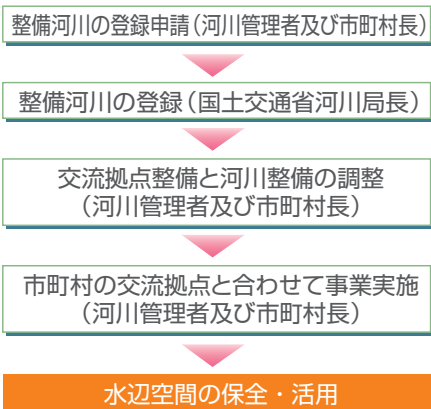 整備河川の登録申請（河川管理者及び市町村長）
整備河川の登録（国土交通省河川局長）
交流拠点整備と河川整備の調整
（河川管理者及び市町村長）
市町村の交流拠点と合わせて事業実施
（河川管理者及び市町村長）
水辺空間の保全・活用